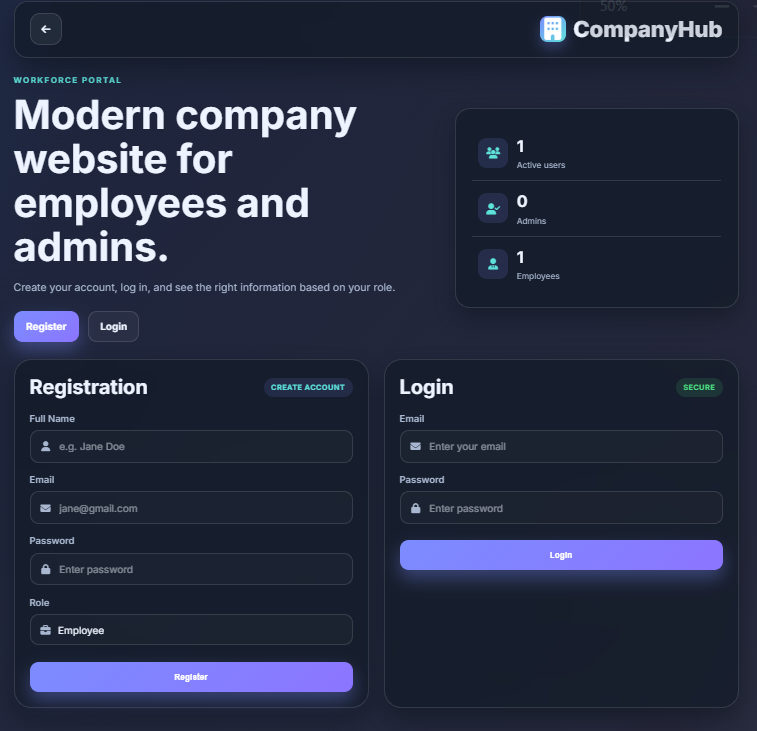 50%
CompanyHub
WORKFORCE PORTAL
Modern company
website for
employees and
admins.
Create your account, log in, and see the right information based on your role.
Register
Login
1
Active users
0
Admins
1
Employees
Registration
CREATE ACCOUNT
Full Name
e.g. Jane Doe
Email
jane@gmail.com
Password
Enter password
Role
Employee
Register
Login
SECURE
Email
Enter your email
Password
Enter password
Login